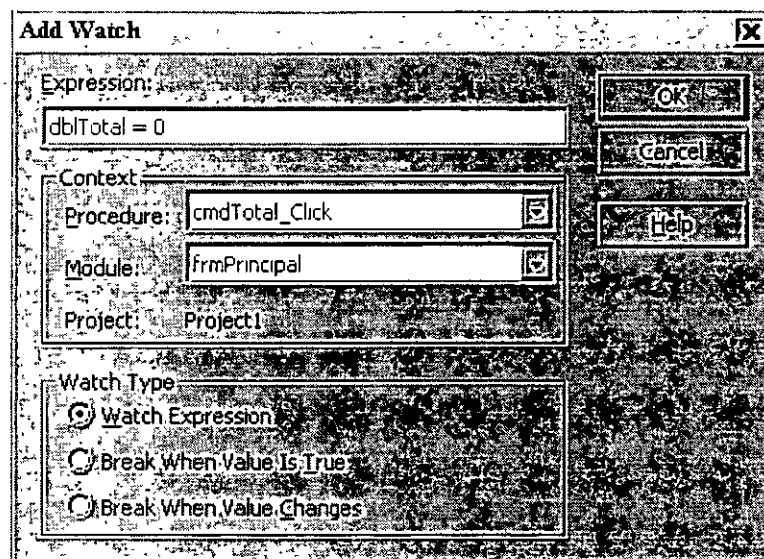 Add Watch
Expression:
dblTotal = 0
OK
Cancel
Help
Context
Procedure: cmdTotal_Click
Module: frmPrincipal
Project: Project1
Watch Type
Watch Expression
Break When Value Is True
Break When Value Changes